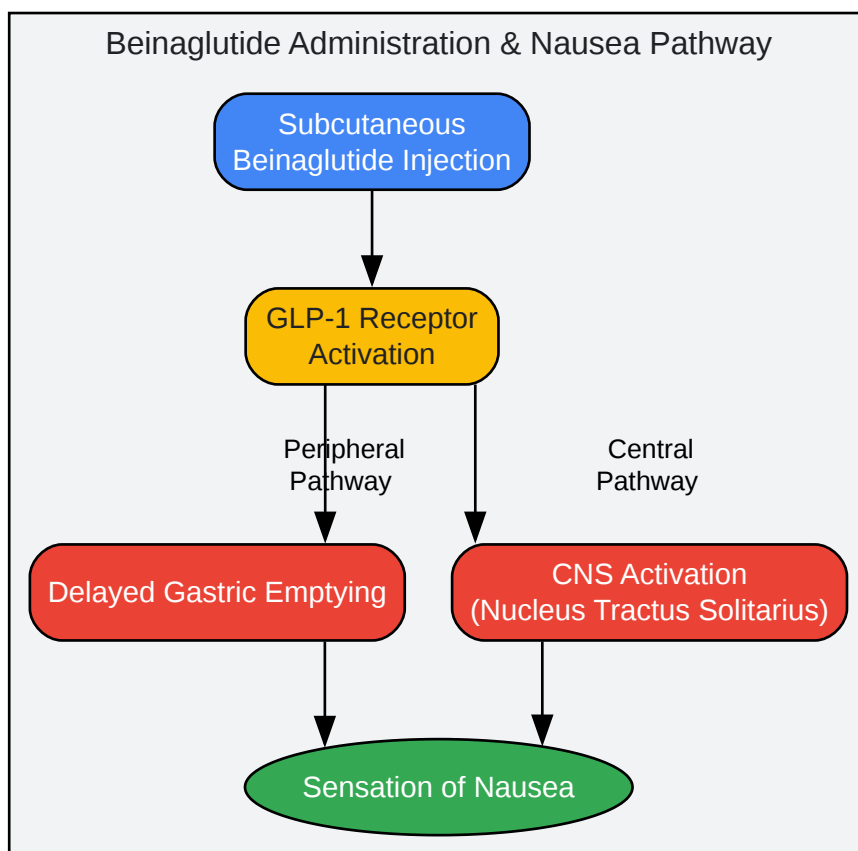 Beinaglutide Administration & Nausea Pathway
Subcutaneous
Beinaglutide Injection
GLP-1 Receptor
Activation
Peripheral
Pathway
Central
Pathway
Delayed Gastric Emptying
CNS Activation
(Nucleus Tractus Solitarius)
Sensation of Nausea